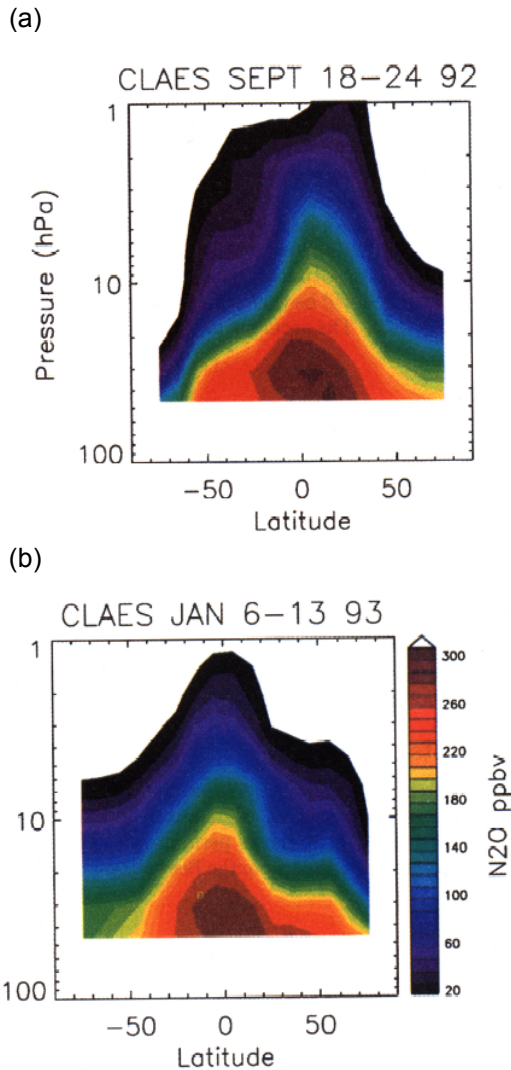 (a)
CLAES SEPT 18-24 92
1
10
100
Pressure (hPa)
-50 0 50
Latitude
(b)
CLAES JAN 6-13 93
1
10
100
-50 0 50
Latitude
300
260
220
180
140
100
60
20
N2O ppbv